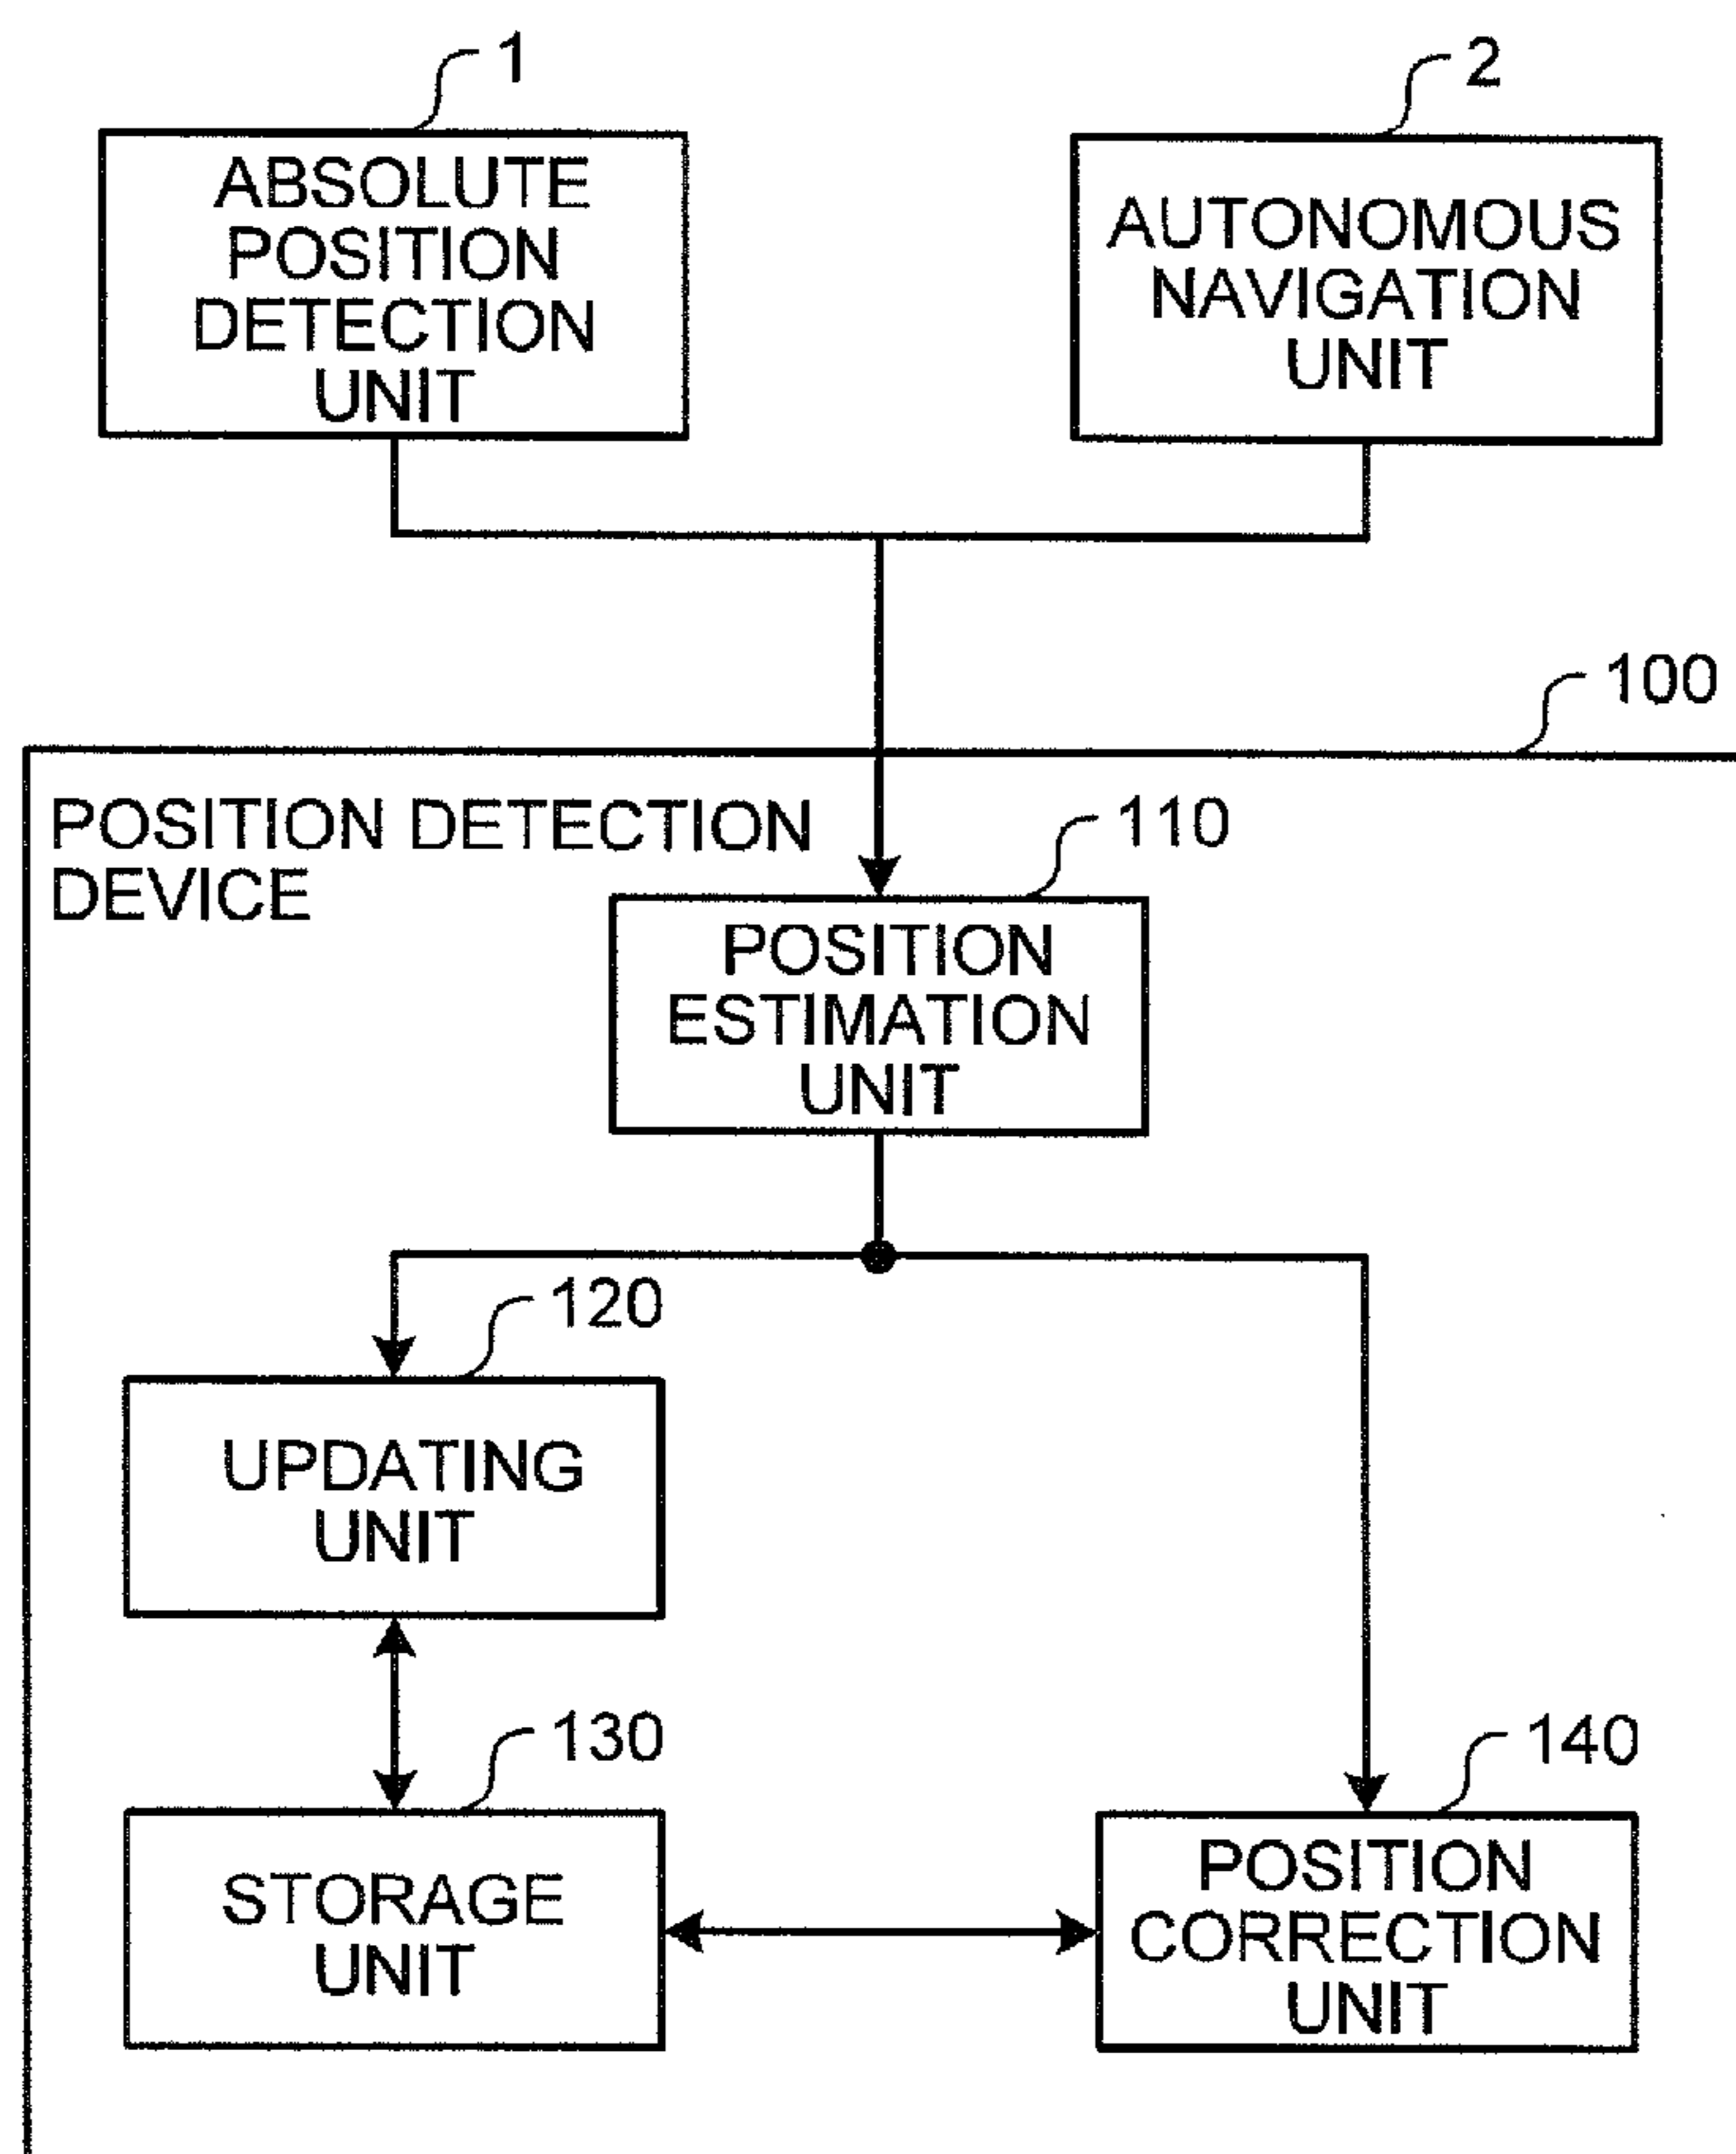 1
2
ABSOLUTE
POSITION
DETECTION
UNIT
AUTONOMOUS
NAVIGATION
UNIT
100
POSITION DETECTION
DEVICE
110
POSITION
ESTIMATION
UNIT
120
UPDATING
UNIT
130
140
STORAGE
UNIT
POSITION
CORRECTION
UNIT